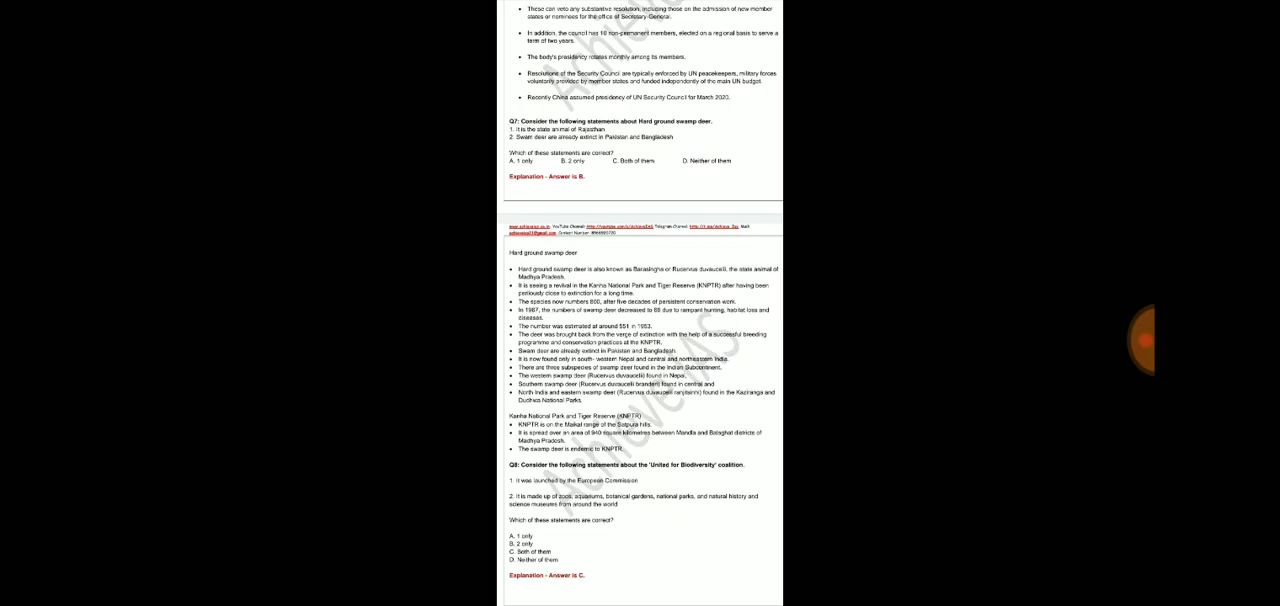 These can veto any substantive resolution, including those on the admission of new member
states or nominees for the office of Secretary-General.
In addition, the council has 10 non-permanent members, elected on a regional basis to serve a
term of two years.
The body's presidency rotates monthly among its members.
Resolutions of the Security Council are typically enforced by UN peacekeepers, military forces
voluntarily provided by member states and funded independently of the main UN budget.
Recently China assumed presidency of UN Security Council for March 2020.
Q7: Consider the following statements about Hard ground swamp deer.
1. It is the state animal of Rajasthan
2. Swam deer are already extinct in Pakistan and Bangladesh
Which of these statements are correct?
A. 1 only B. 2 only C. Both of them D. Neither of them
Explanation - Answer is B.
YouTube Channel: Telegram Channel: Mail:
Contact Number:
Hard ground swamp deer
Hard ground swamp deer is also known as Barasingha or Rucervus duvaucelii, the state animal of
Madhya Pradesh.
It is seeing a revival in the Kanha National Park and Tiger Reserve (KNPTR) after having been
perilously close to extinction for a long time.
The species now numbers 800, after five decades of persistent conservation work.
In 1967, the numbers of swamp deer decreased to 66 due to rampant hunting, habitat loss and
diseases.
The number was estimated at around 551 in 1953.
The deer was brought back from the verge of extinction with the help of a successful breeding
programme and conservation practices at the KNPTR.
Swam deer are already extinct in Pakistan and Bangladesh.
It is now found only in south- western Nepal and central and northeastern India.
There are three subspecies of swamp deer found in the Indian Subcontinent.
The western swamp deer (Rucervus duvaucelii) found in Nepal,
Southern swamp deer (Rucervus duvaucelii branderi) found in central and
North India and eastern swamp deer (Rucervus duvaucelii ranjitsinhi) found in the Kaziranga and
Dudhwa National Parks.
Kanha National Park and Tiger Reserve (KNPTR)
KNPTR is on the Maikal range of the Satpura hills.
It is spread over an area of 940 square kilometres between Mandla and Balaghat districts of
Madhya Pradesh.
The swamp deer is endemic to KNPTR
Q8: Consider the following statements about the 'United for Biodiversity' coalition.
1. It was launched by the European Commission
2. It is made up of zoos, aquariums, botanical gardens, national parks, and natural history and
science museums from around the world
Which of these statements are correct?
A. 1 only
B. 2 only
C. Both of them
D. Neither of them
Explanation - Answer is C.
AchieveIAS